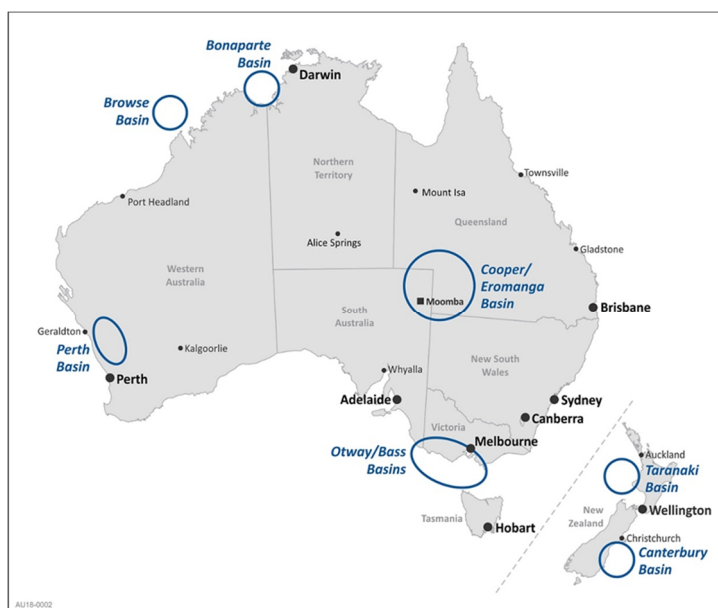 Bonaparte
Basin
Darwin
Browse
Basin
Northern
Territory
Townsville
Mount Isa
Port Headland
Queensland
Alice Springs
Gladstone
Western
Australia
Cooper/
Eromanga
Basin
Moomba
South
Australia
Brisbane
Geraldton
Perth
Basin
Kalgoorlie
New South
Wales
Whyalla
Perth
Adelaide
Sydney
Canberra
Victoria
Melbourne
Otway/Bass
Basins
Auckland
Taranaki
Basin
Tasmania
Hobart
New
Zealand
Wellington
Christchurch
Canterbury
Basin
AU18-0002